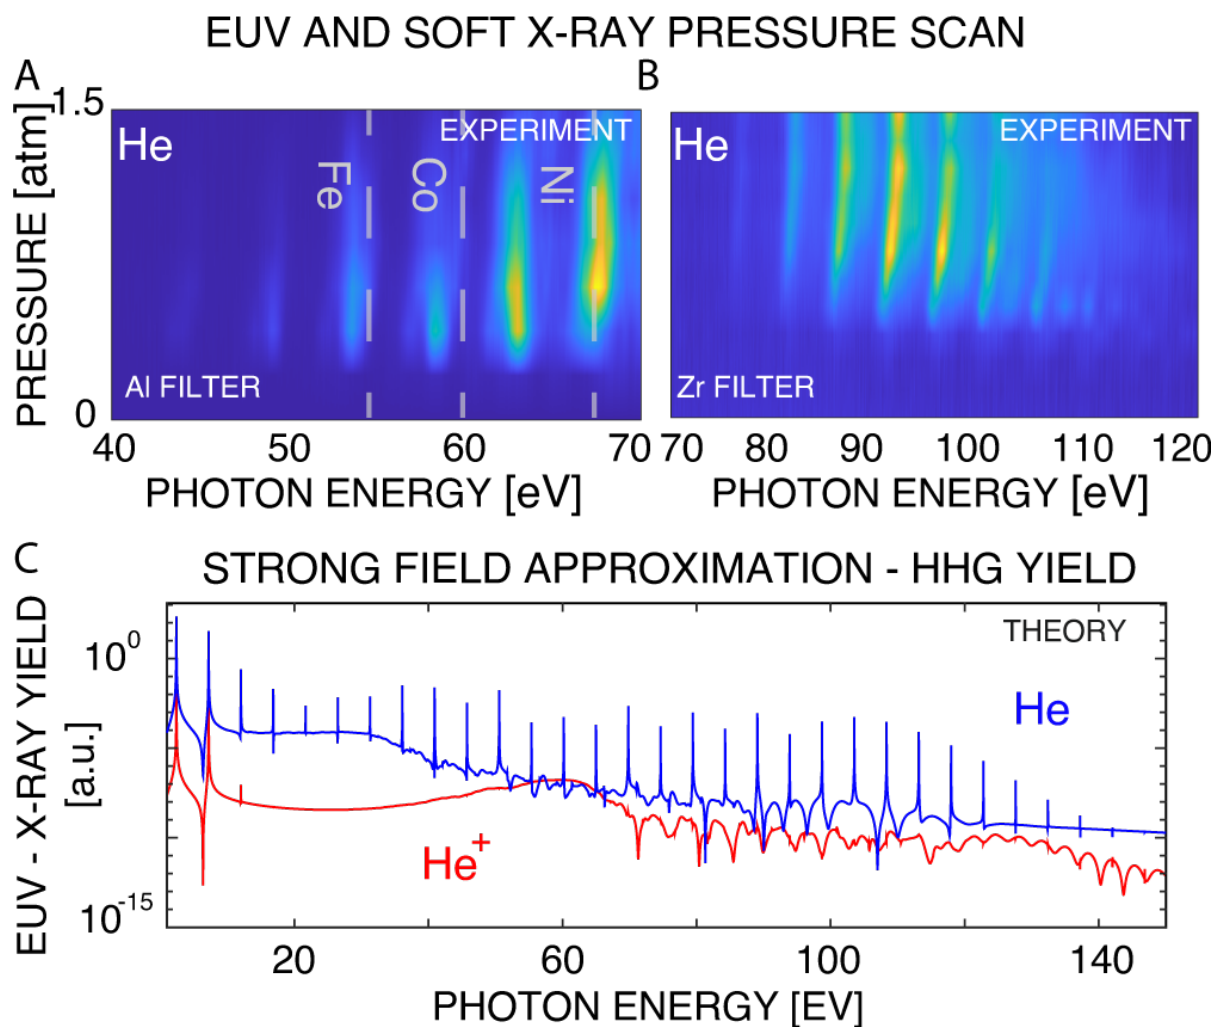 EUV AND SOFT X-RAY PRESSURE SCAN
A
B
PRESSURE [atm]
1.5
0
He
EXPERIMENT
Fe
Co
Ni
Al FILTER
40 50 60 70
PHOTON ENERGY [eV]
He
EXPERIMENT
Zr FILTER
70 80 90 100 110 120
PHOTON ENERGY [eV]
C
STRONG FIELD APPROXIMATION - HHG YIELD
EUV - X-RAY YIELD
[a.u.]
10⁰
10⁻¹⁵
THEORY
He
He⁺
20 60 100 140
PHOTON ENERGY [EV]